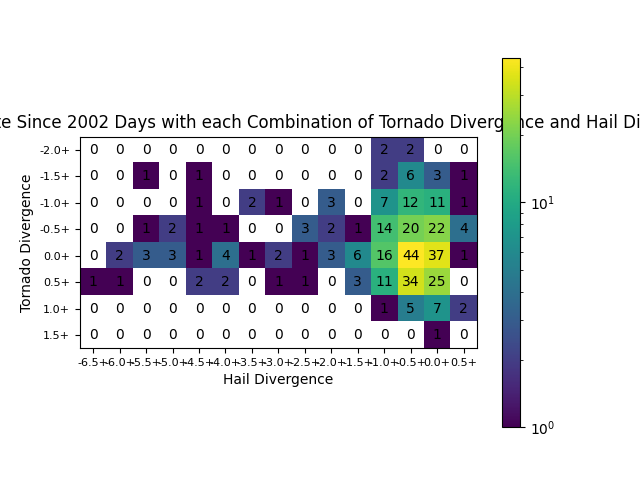 te Since 2002 Days with each Combination of Tornado Divergence and Hail Di
-2.0+ 0 0 0 0 0 0 0 0 0 0 0 2 2 0 0
-1.5+ 0 0 1 0 1 0 0 0 0 0 0 2 6 3 1
-1.0+ 0 0 0 0 1 0 2 1 0 3 0 7 12 11 1
-0.5+ 0 0 1 2 1 1 0 0 3 2 1 14 20 22 4
0.0+ 0 2 3 3 1 4 1 2 1 3 6 16 44 37 1
0.5+ 1 1 0 0 2 2 0 1 1 0 3 11 34 25 0
1.0+ 0 0 0 0 0 0 0 0 0 0 0 1 5 7 2
1.5+ 0 0 0 0 0 0 0 0 0 0 0 0 0 1 0
-6.5+ -6.0+ -5.5+ -5.0+ -4.5+ -4.0+ -3.5+ -3.0+ -2.5+ -2.0+ -1.5+ -1.0+ -0.5+ 0.0+ 0.5+
Hail Divergence
Tornado Divergence
10¹
10⁰